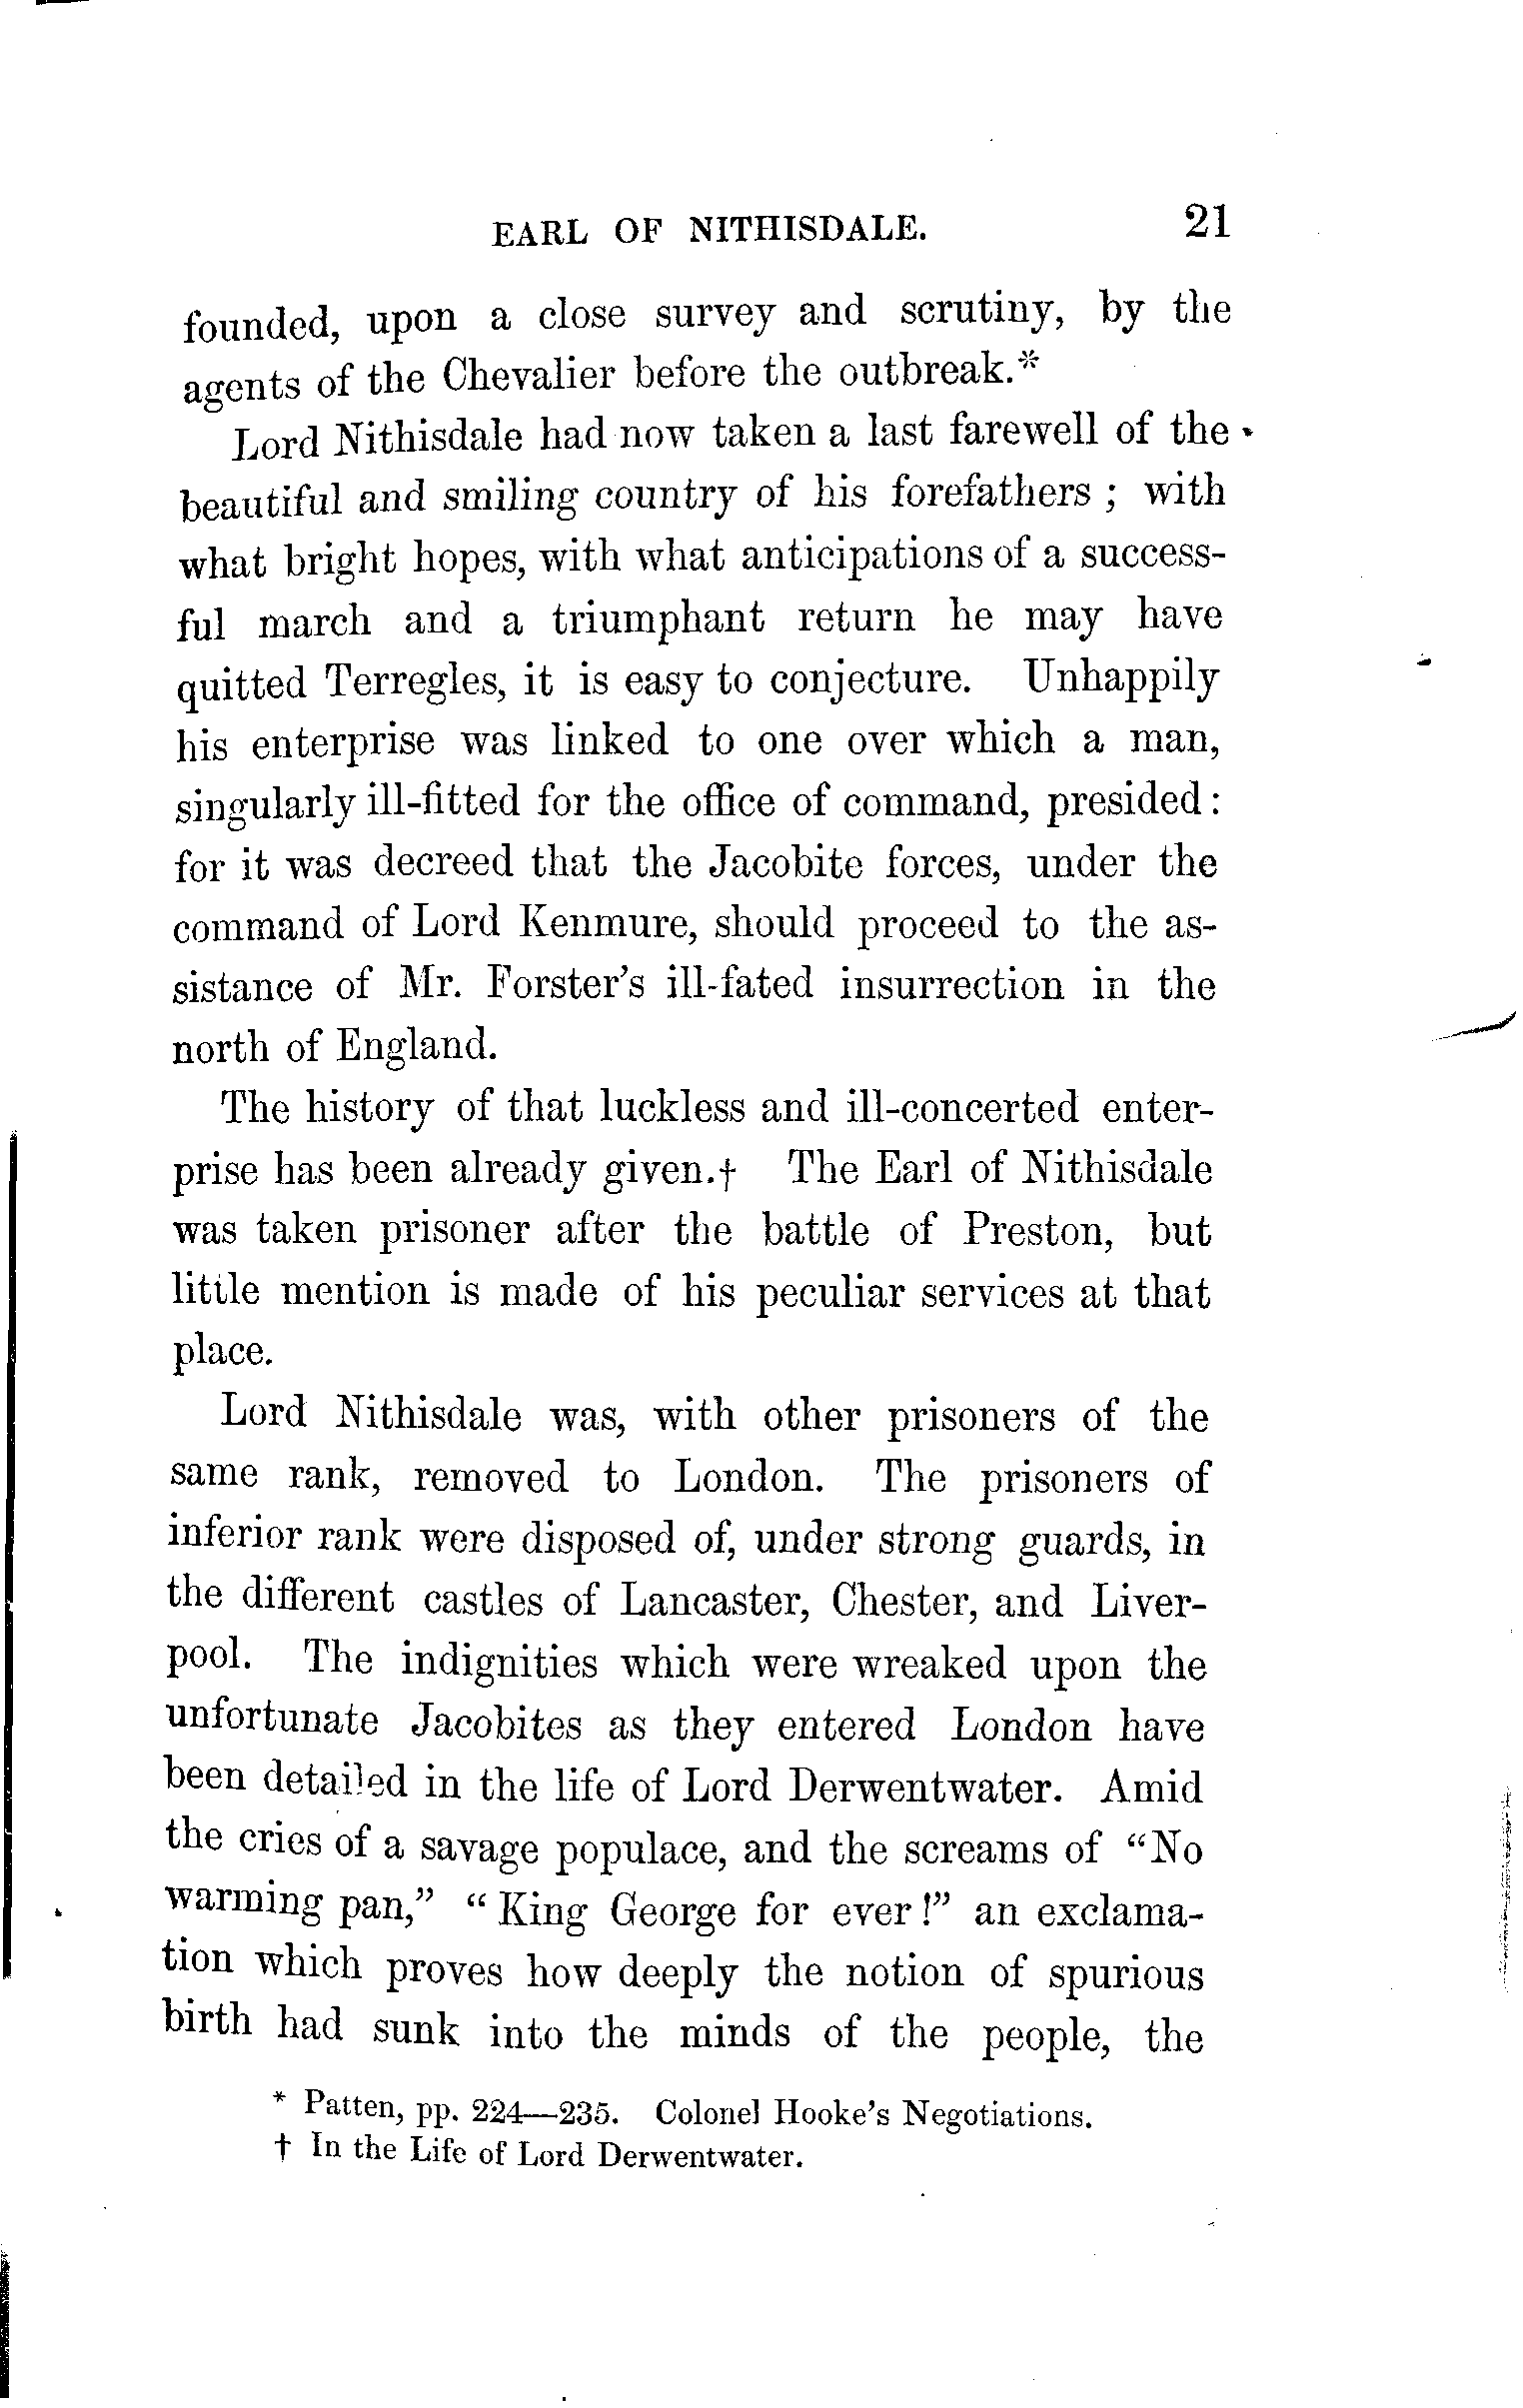 EARL OF NITHISDALE. 21
founded, upon a close survey and scrutiny, by the
agents of the Chevalier before the outbreak.*
Lord Nithisdale had now taken a last farewell of the
beautiful and smiling country of his forefathers ; with
what bright hopes, with what anticipations of a success-
ful march and a triumphant return he may have
quitted Terregles, it is easy to conjecture. Unhappily
his enterprise was linked to one over which a man,
singularly ill-fitted for the office of command, presided:
for it was decreed that the Jacobite forces, under the
command of Lord Kenmure, should proceed to the as-
sistance of Mr. Forster's ill-fated insurrection in the
north of England.
The history of that luckless and ill-concerted enter-
prise has been already given.† The Earl of Nithisdale
was taken prisoner after the battle of Preston, but
little mention is made of his peculiar services at that
place.
Lord Nithisdale was, with other prisoners of the
same rank, removed to London. The prisoners of
inferior rank were disposed of, under strong guards, in
the different castles of Lancaster, Chester, and Liver-
pool. The indignities which were wreaked upon the
unfortunate Jacobites as they entered London have
been detailed in the life of Lord Derwentwater. Amid
the cries of a savage populace, and the screams of "No
warming pan," "King George for ever!" an exclama-
tion which proves how deeply the notion of spurious
birth had sunk into the minds of the people, the
* Patten, pp. 224—235. Colonel Hooke's Negotiations.
† In the Life of Lord Derwentwater.